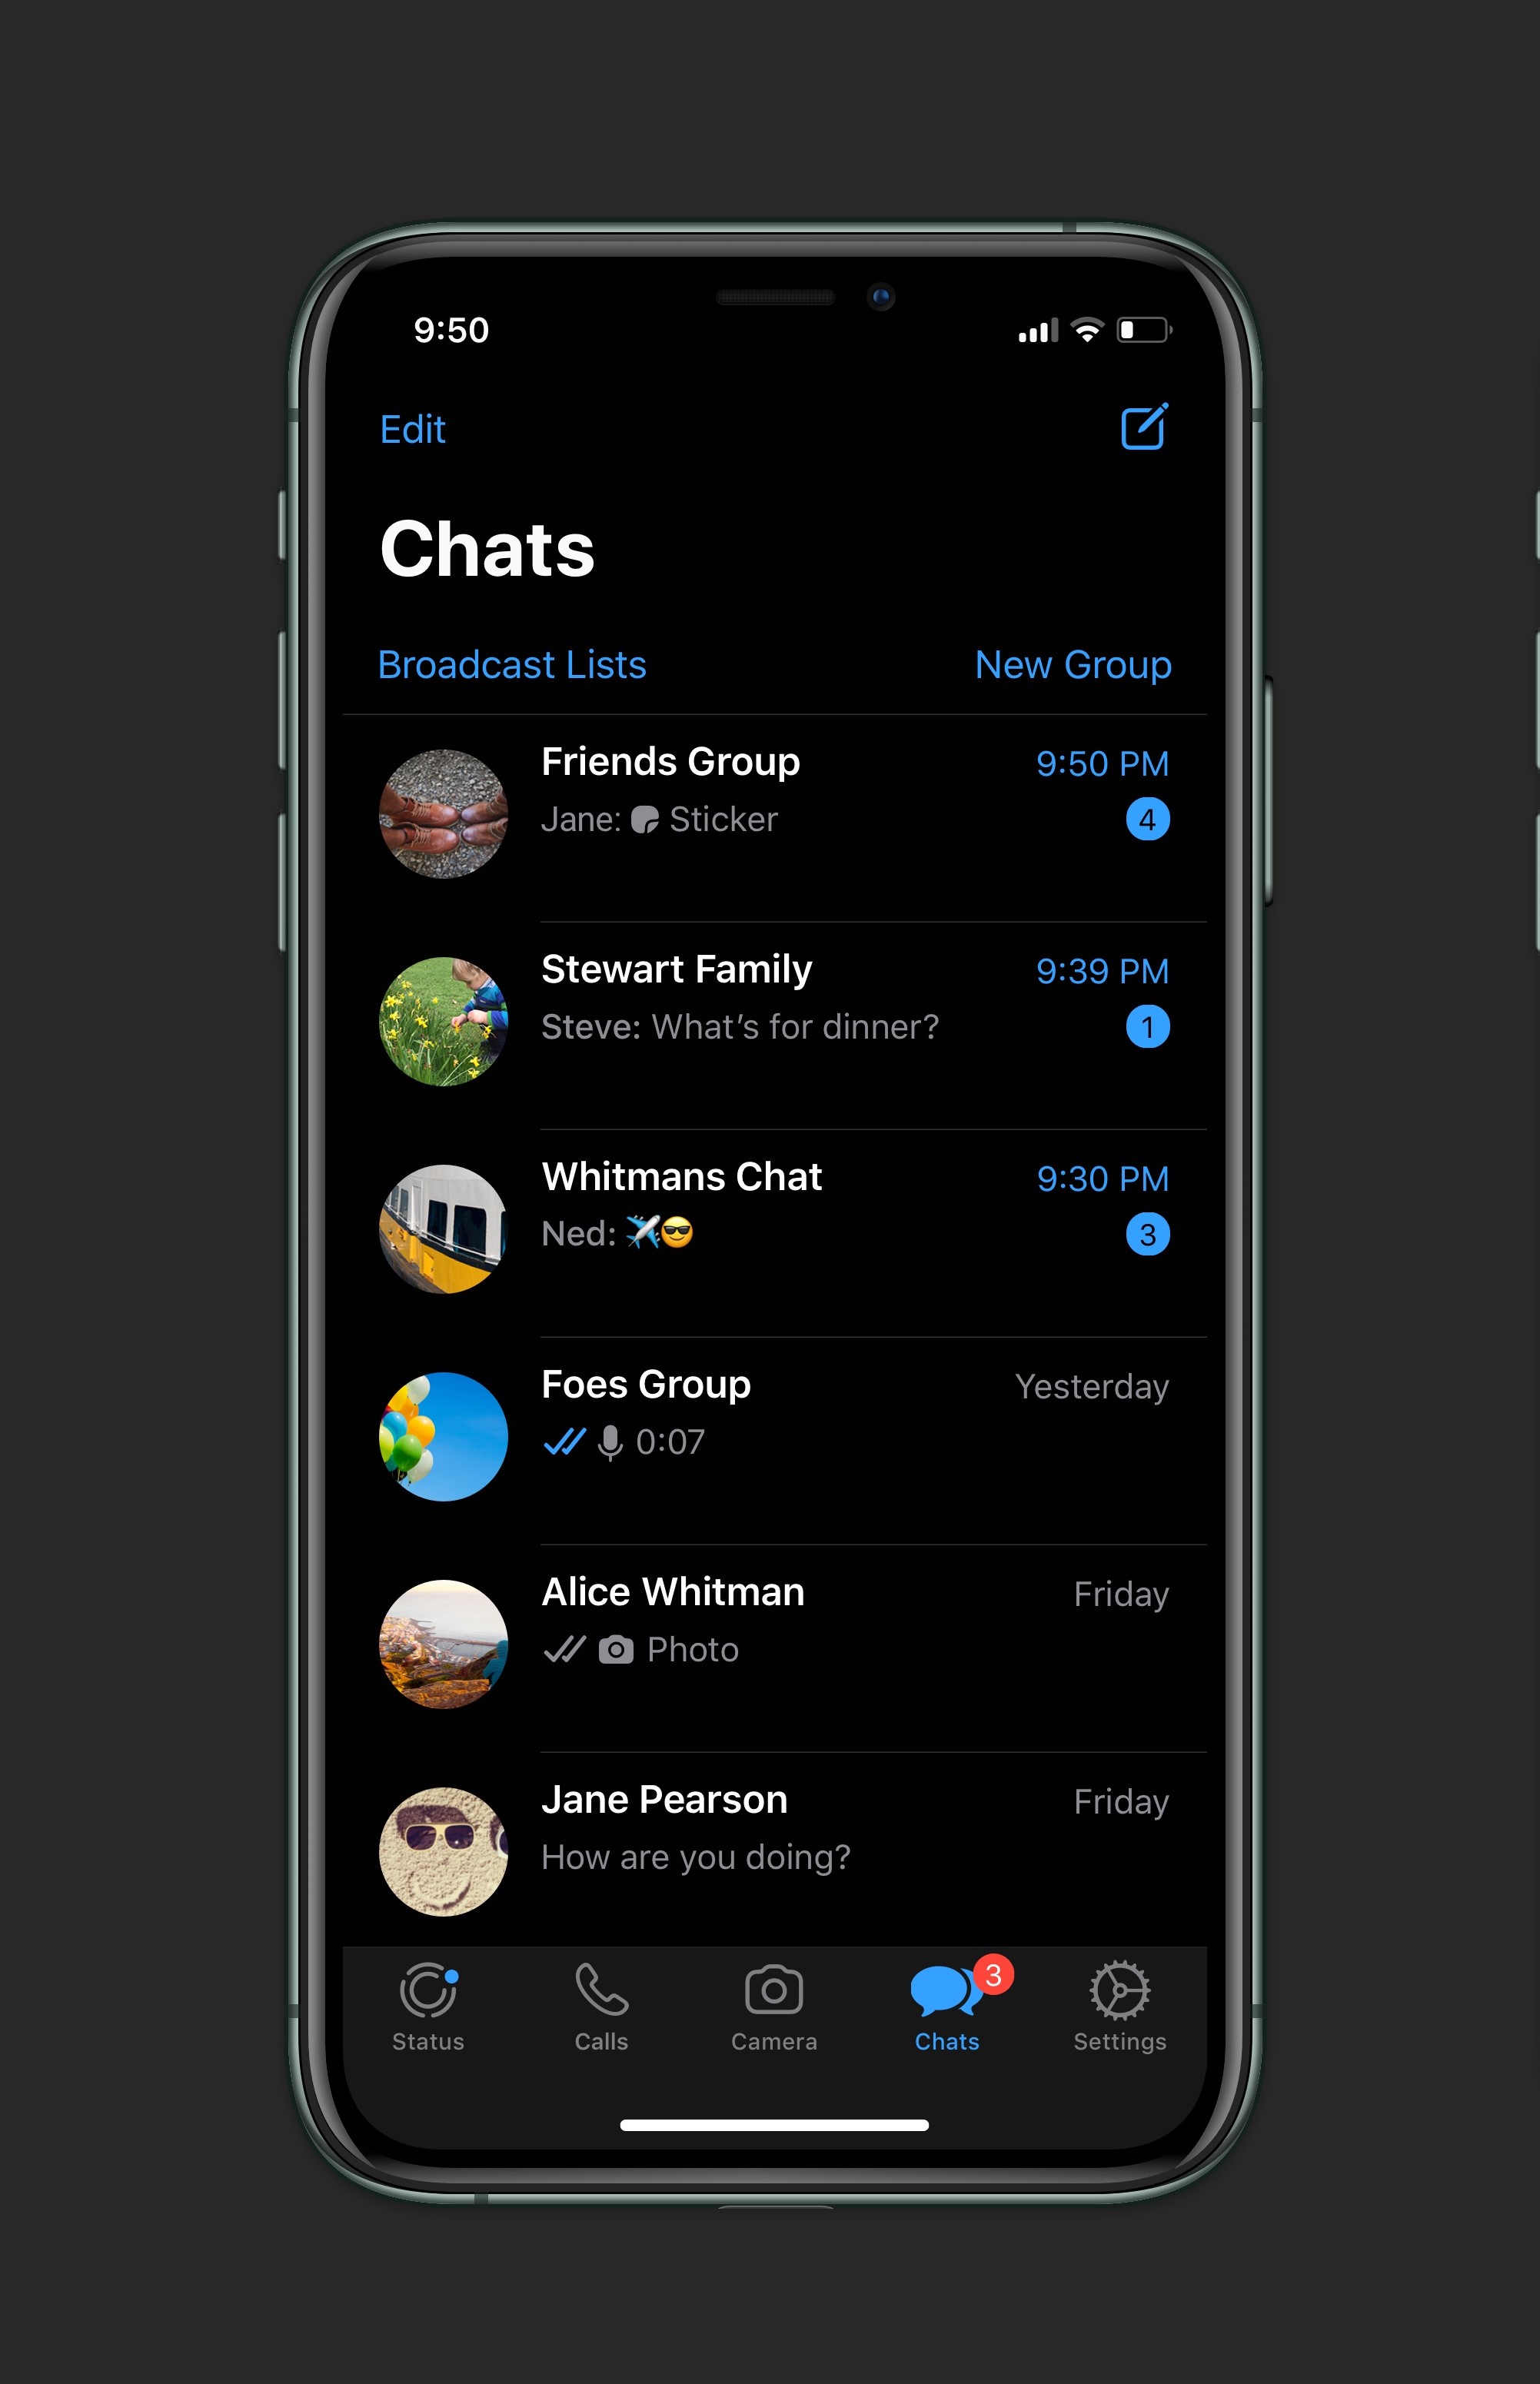 9:50
Edit
Chats
Broadcast Lists New Group
Friends Group 9:50 PM
Jane: Sticker 4
Stewart Family 9:39 PM
Steve: What’s for dinner? 1
Whitmans Chat 9:30 PM
Ned: ✈️😎 3
Foes Group Yesterday
0:07
Alice Whitman Friday
Photo
Jane Pearson Friday
How are you doing?
3
Status Calls Camera Chats Settings